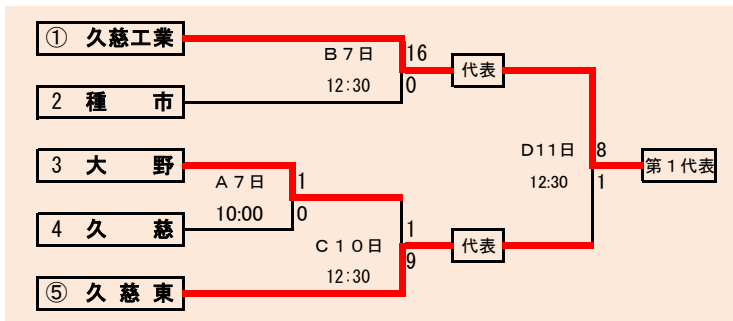 ① 久慈工業
B7日
16
代表
12:30
0
2 種 市
3 大 野
D11日
8
第1代表
A7日
1
12:30
1
10:00
0
4 久 慈
1
C10日
代表
9
12:30
⑤ 久慈東